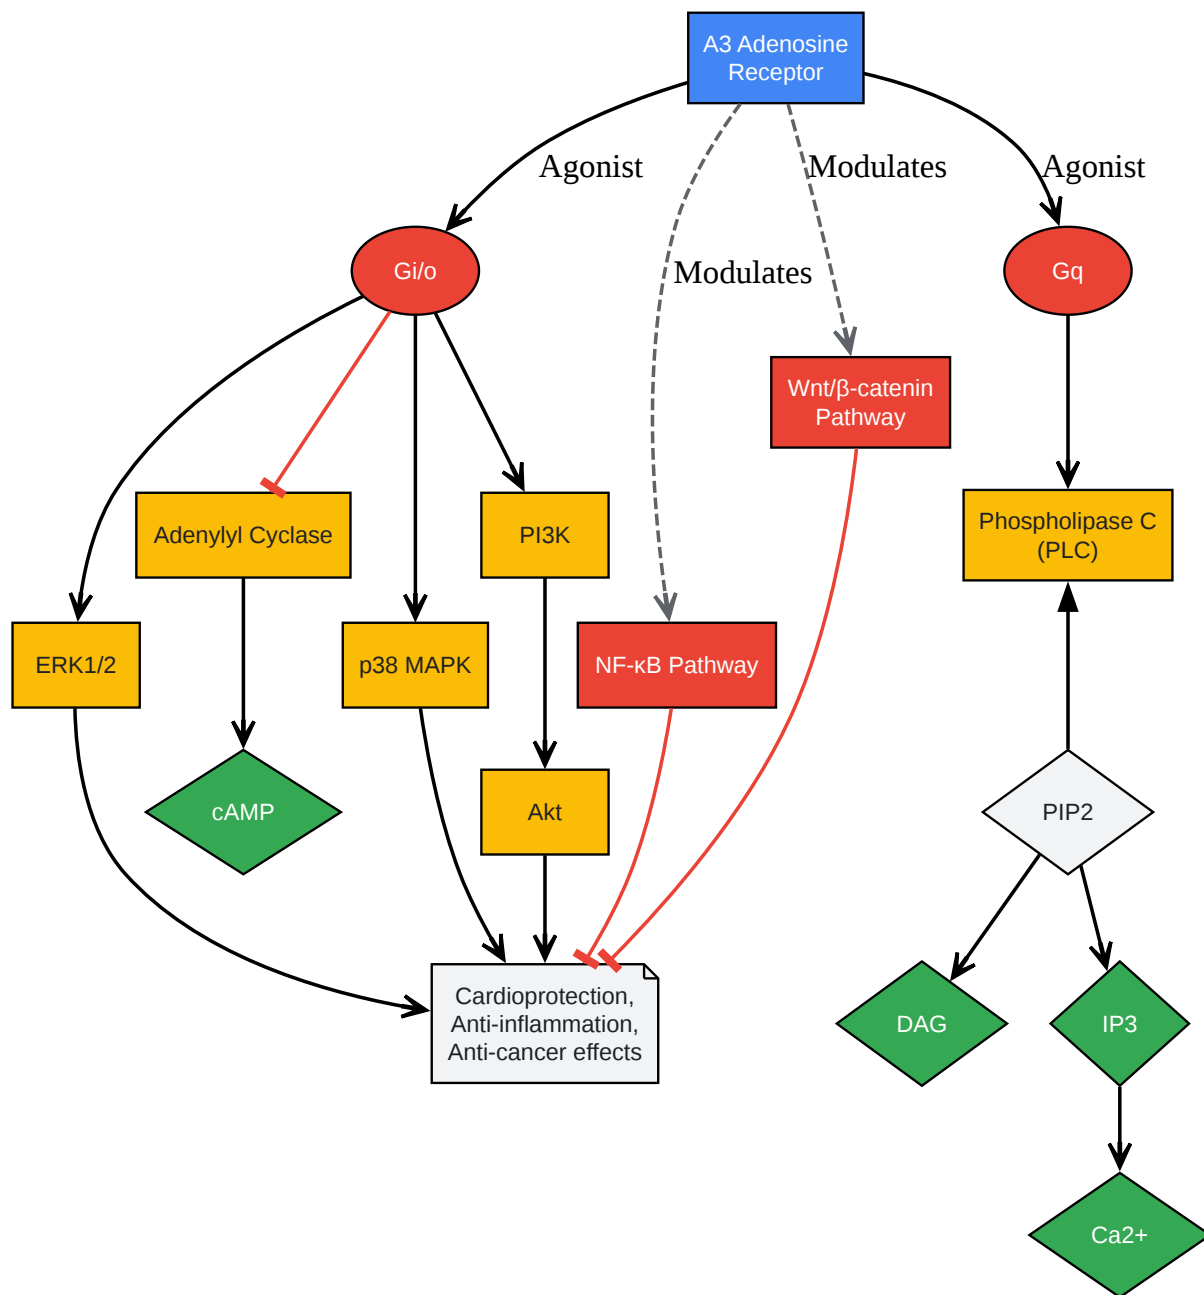 A3 Adenosine
Receptor
Agonist
Modulates
Agonist
Gi/o
Modulates
Gq
Wnt/β-catenin
Pathway
Adenylyl Cyclase
PI3K
Phospholipase C
(PLC)
ERK1/2
p38 MAPK
NF-κB Pathway
cAMP
Akt
PIP2
Cardioprotection,
Anti-inflammation,
Anti-cancer effects
DAG
IP3
Ca2+